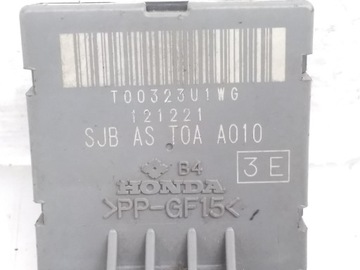 T00323U1WG
121221
SJB AS T0A A010
B4
3 E
HONDA
>PP-GF15<